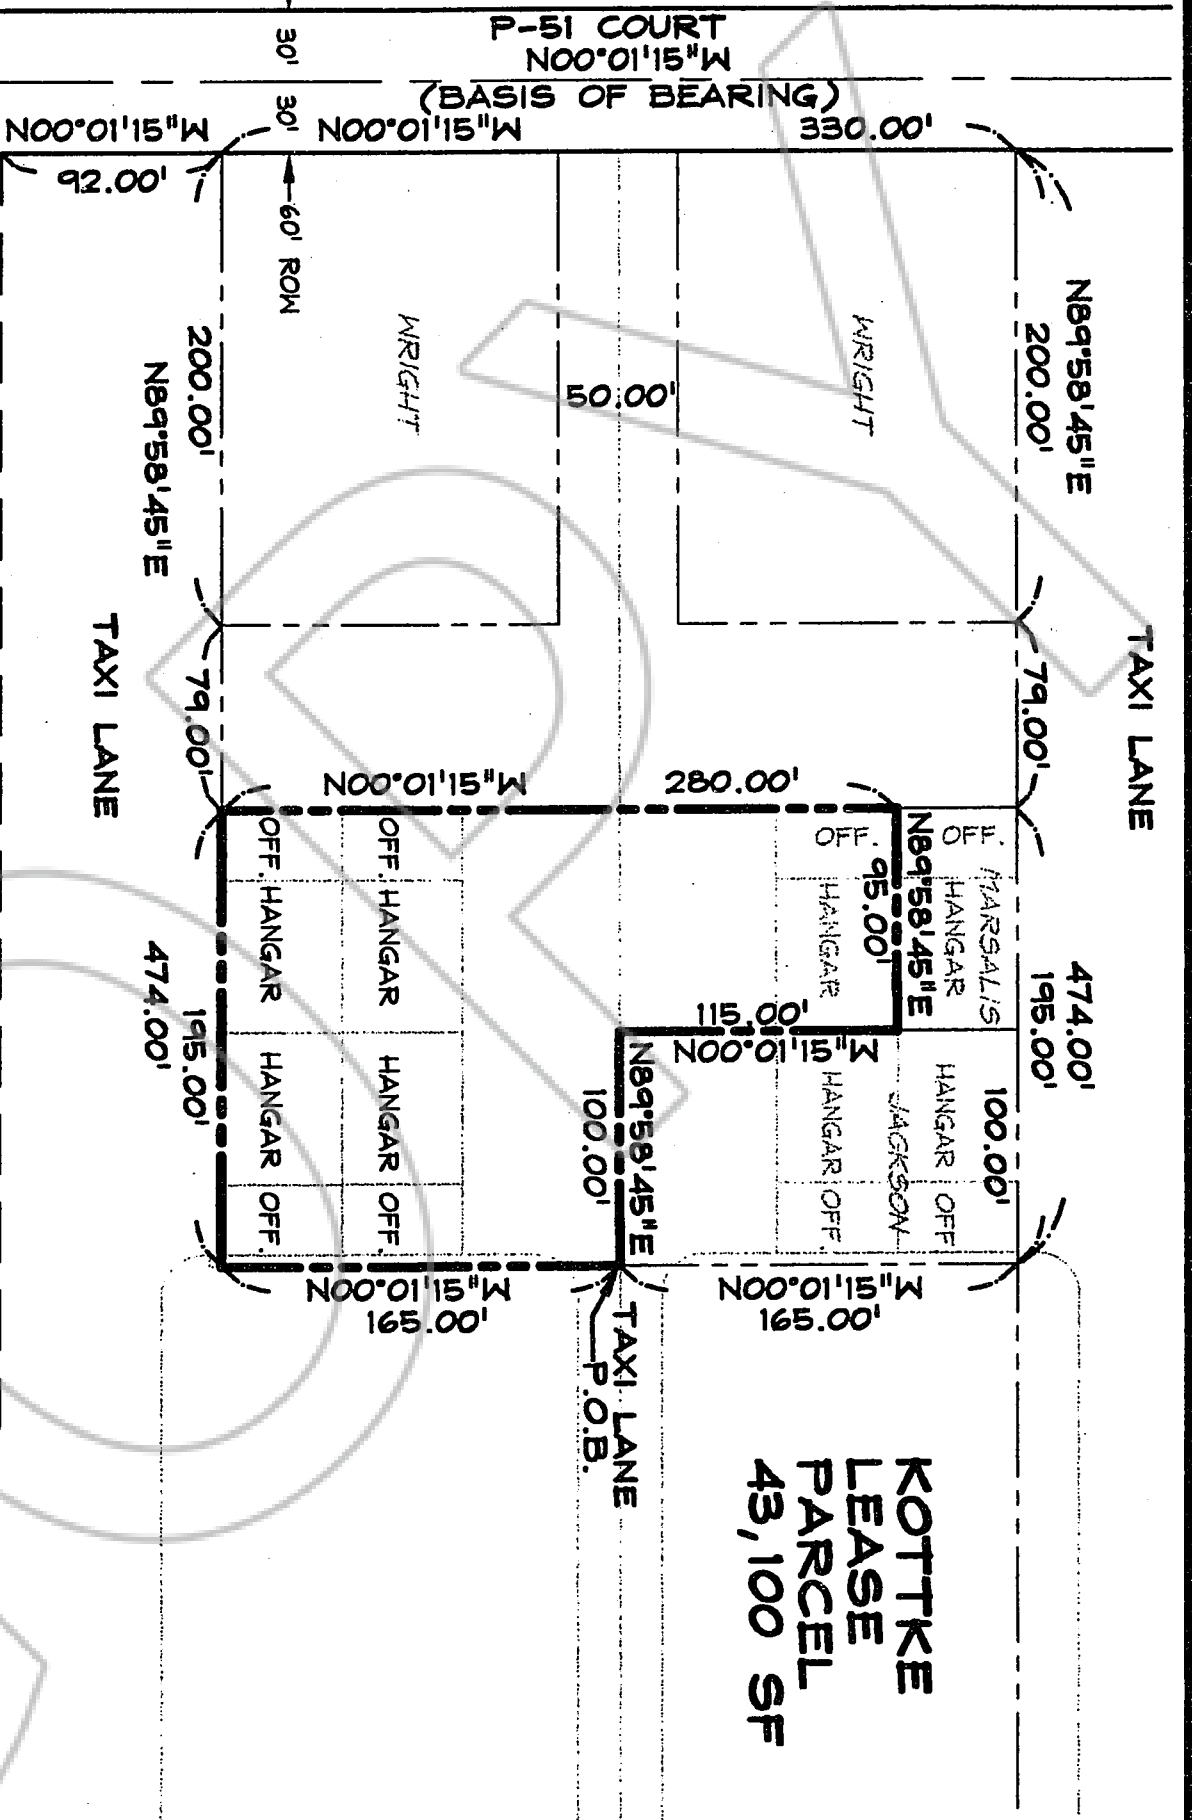 P-51 COURT
N00°01'15"W
(BASIS OF BEARING)
30'
30'
N00°01'15"W
92.00'
N00°01'15"W
330.00'
60' ROW
WRIGHT
WRIGHT
50.00'
N89°58'45"E
200.00'
200.00'
N89°58'45"E
TAXI LANE
TAXI LANE
79.00'
79.00'
N00°01'15"W
280.00'
OFF. HANGAR
OFF. HANGAR
OFF.
HANGAR
95.00'
N89°58'45"E
OFF.
HANGAR
MARSALIS
474.00'
195.00'
115.00'
N00°01'15"W
474.00'
195.00'
HANGAR OFF.
HANGAR OFF.
N89°58'45"E
100.00'
HANGAR OFF.
JACKSON
HANGAR OFF
100.00'
N00°01'15"W
165.00'
N00°01'15"W
165.00'
TAXI LANE
P.O.B.
KOTTKE
LEASE
PARCEL
43,100 SF
COPY